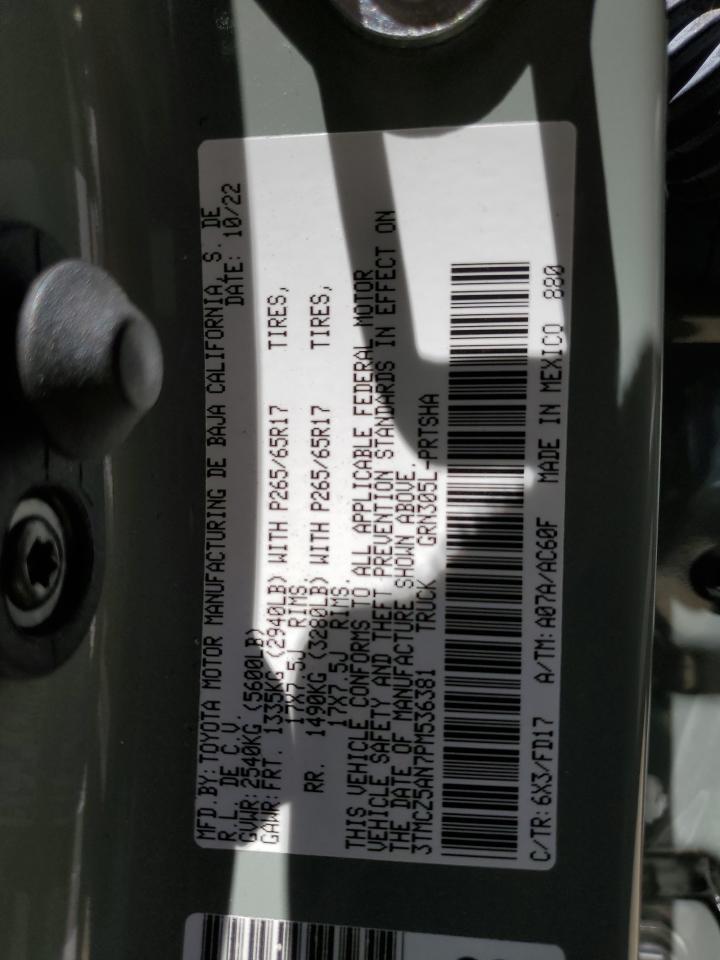 MFD.BY:TOYOTA MOTOR MANUFACTURING DE BAJA CALIFORNIA, S. DE
R.L. DE C.V. DATE: 10/22
GVWR:2540KG (5600LB)
GAWR:FRT. 1335KG (2940LB) WITH P265/65R17 TIRES,
17X7.5J RIMS,
RR. 1490KG (3280LB) WITH P265/65R17 TIRES,
17X7.5J RIMS.
THIS VEHICLE CONFORMS TO ALL APPLICABLE FEDERAL MOTOR
VEHICLE SAFETY AND THEFT PREVENTION STANDARDS IN EFFECT ON
THE DATE OF MANUFACTURE SHOWN ABOVE.
3TMCZ5AN7PM536381 TRUCK GRN305L-PRTSHA
C/TR:6X3/FD17 A/TM:A07A/AC60F MADE IN MEXICO 880